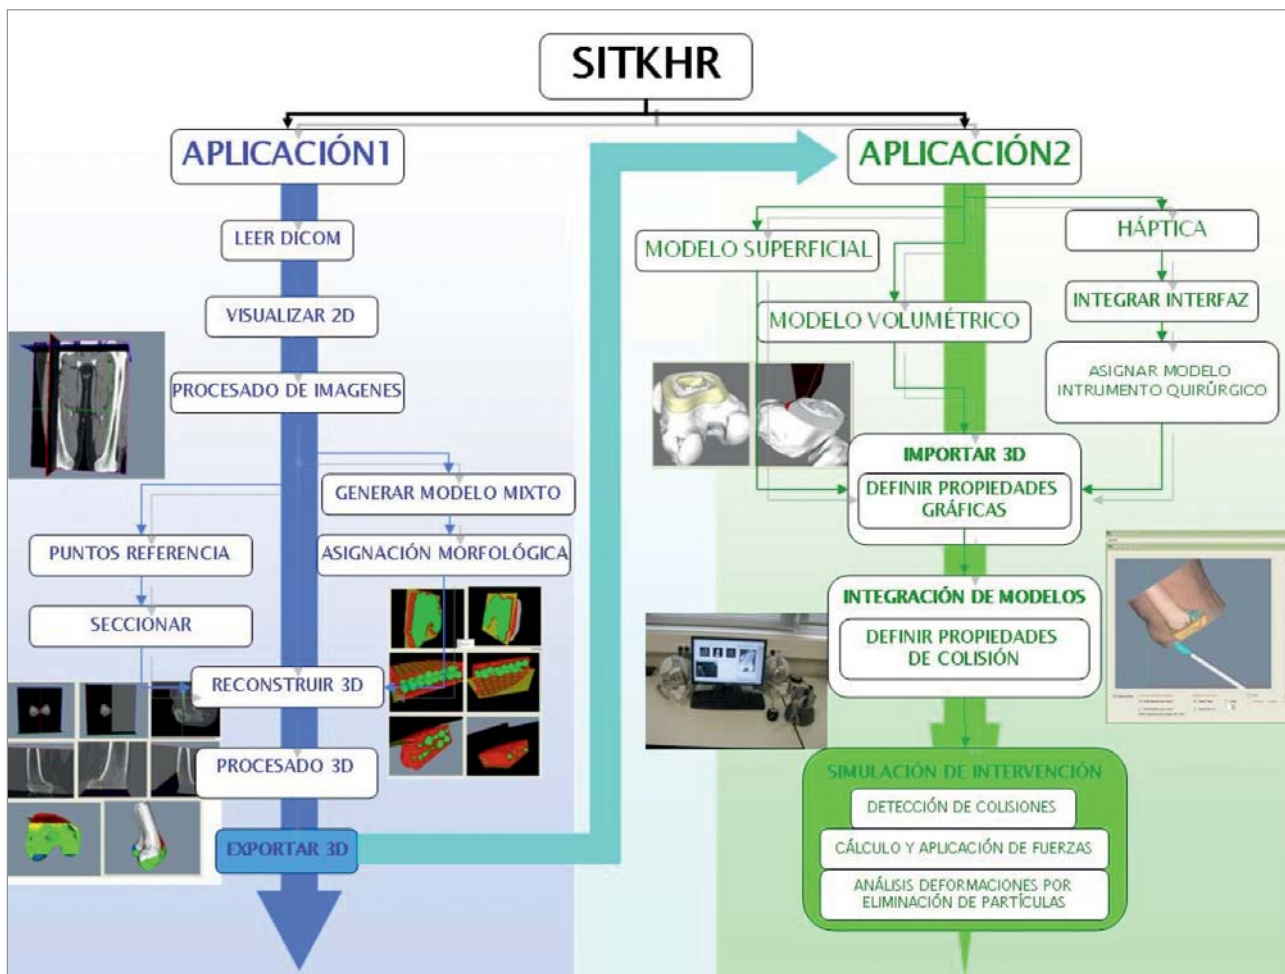 SITKHR
APLICACIÓN1
LEER DICOM
VISUALIZAR 2D
PROCESADO DE IMAGENES
GENERAR MODELO MIXTO
PUNTOS REFERENCIA
ASIGNACIÓN MORFOLÓGICA
SECCIONAR
RECONSTRUIR 3D
PROCESADO 3D
EXPORTAR 3D
APLICACIÓN2
MODELO SUPERFICIAL
HÁPTICA
MODELO VOLUMÉTRICO
INTEGRAR INTERFAZ
ASIGNAR MODELO
INTRUMENTO QUIRÚRGICO
IMPORTAR 3D
DEFINIR PROPIEDADES
GRÁFICAS
INTEGRACIÓN DE MODELOS
DEFINIR PROPIEDADES
DE COLISIÓN
SIMULACIÓN DE INTERVENCIÓN
DETECCIÓN DE COLISIONES
CÁLCULO Y APLICACIÓN DE FUERZAS
ANÁLISIS DEFORMACIONES POR
ELIMINACIÓN DE PARTÍCULAS